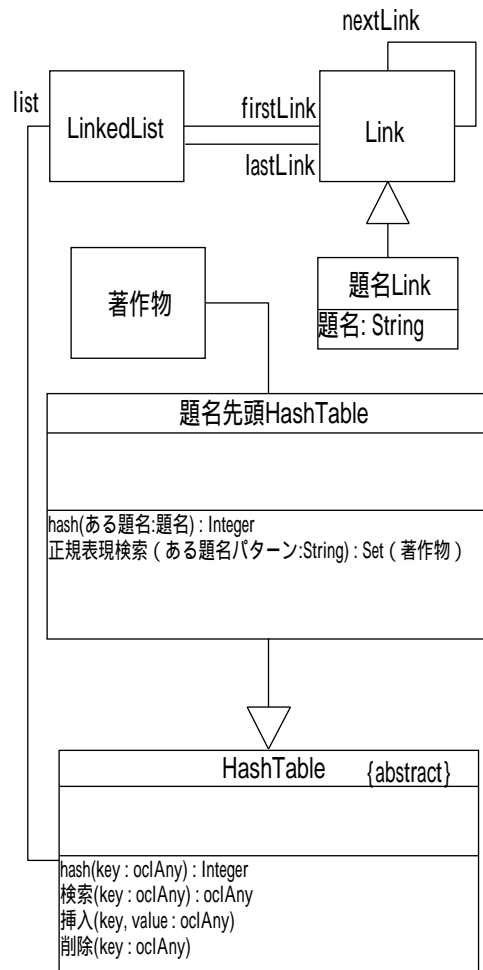 nextLink
list
LinkedList
firstLink
lastLink
Link
題名Link
題名: String
著作物
題名先頭HashTable
hash(ある題名:題名) : Integer
正規表現検索（ある題名パターン:String) : Set（著作物）
HashTable {abstract}
hash(key : oclAny) : Integer
検索(key : oclAny) : oclAny
挿入(key, value : oclAny)
削除(key : oclAny)